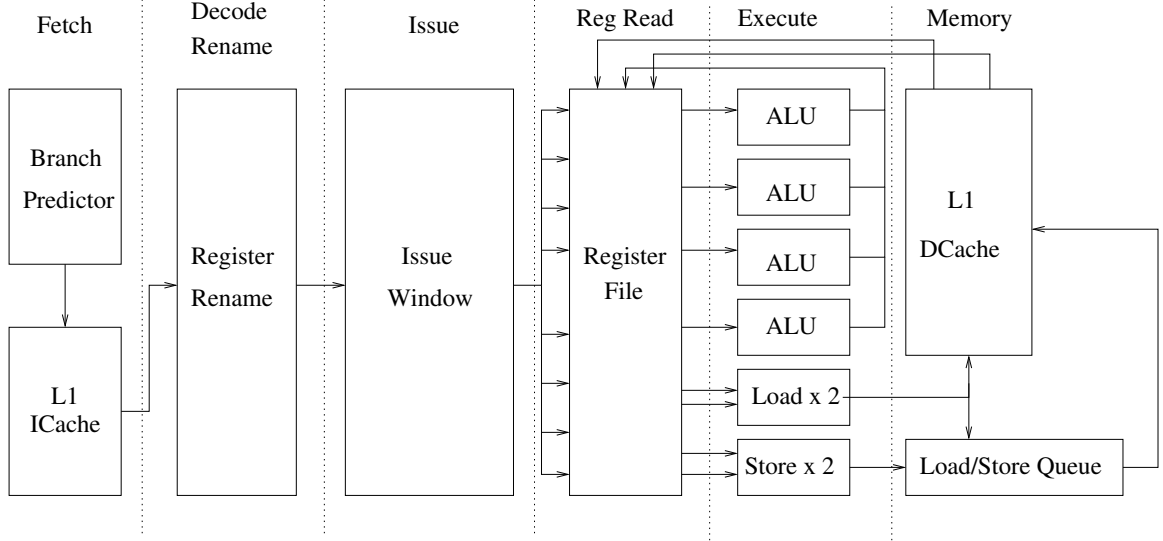 Fetch
Decode
Rename
Issue
Reg Read
Execute
Memory
Branch
Predictor
L1
ICache
Register
Rename
Issue
Window
Register
File
ALU
ALU
ALU
ALU
Load x 2
Store x 2
L1
DCache
Load/Store Queue